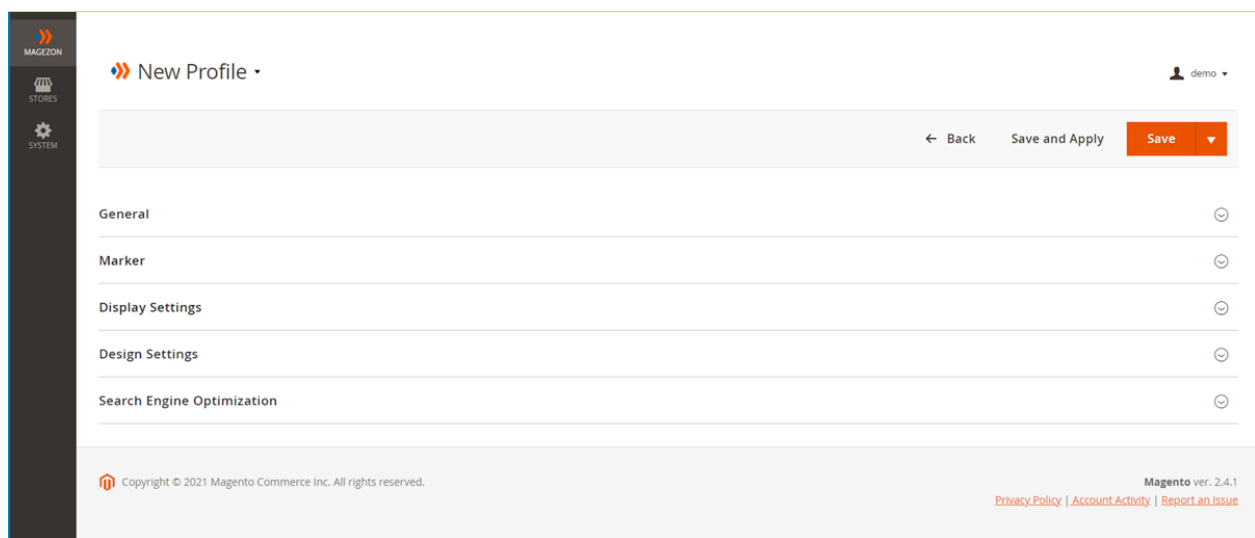 MAGEZON
STORES
SYSTEM
New Profile
demo
← Back Save and Apply Save
General
Marker
Display Settings
Design Settings
Search Engine Optimization
Copyright © 2021 Magento Commerce Inc. All rights reserved.
Magento ver. 2.4.1
Privacy Policy | Account Activity | Report an Issue